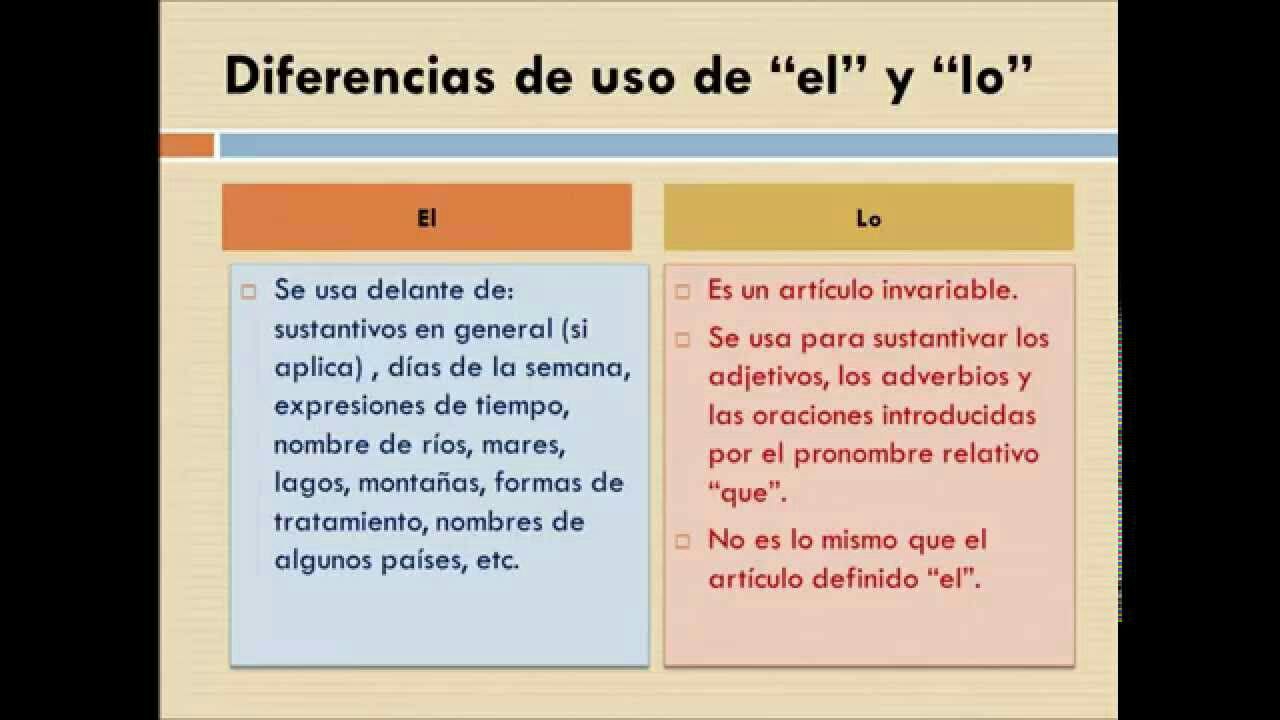 Diferencias de uso de “el” y “lo”
El
Se usa delante de:
sustantivos en general (si
aplica) , días de la semana,
expresiones de tiempo,
nombre de ríos, mares,
lagos, montañas, formas de
tratamiento, nombres de
algunos países, etc.
Lo
Es un artículo invariable.
Se usa para sustantivar los
adjetivos, los adverbios y
las oraciones introducidas
por el pronombre relativo
“que”.
No es lo mismo que el
artículo definido “el”.